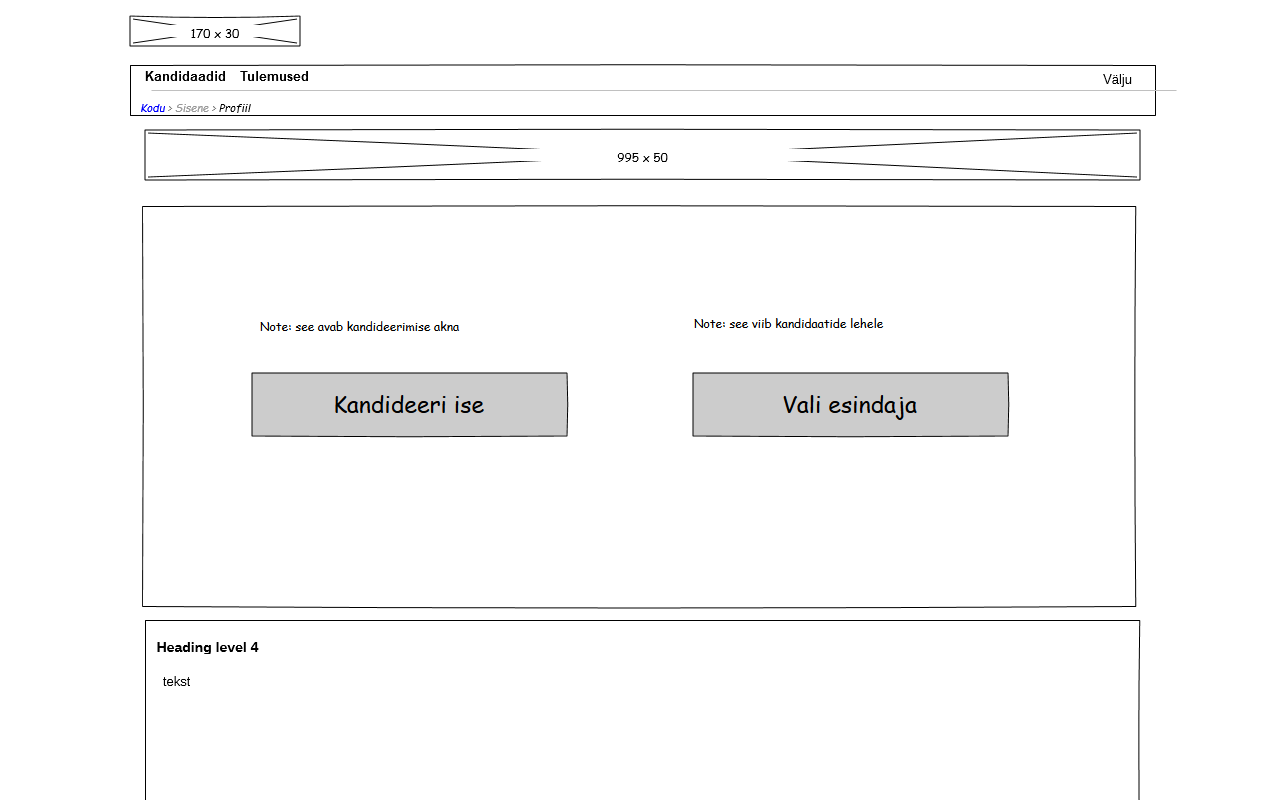 170 x 30
Kandidaadid Tulemused Välju
Kodu > Sisene > Profiil
995 x 50
Note: see avab kandideerimise akna
Note: see viib kandidaatide lehele
Kandideeri ise
Vali esindaja
Heading level 4
tekst